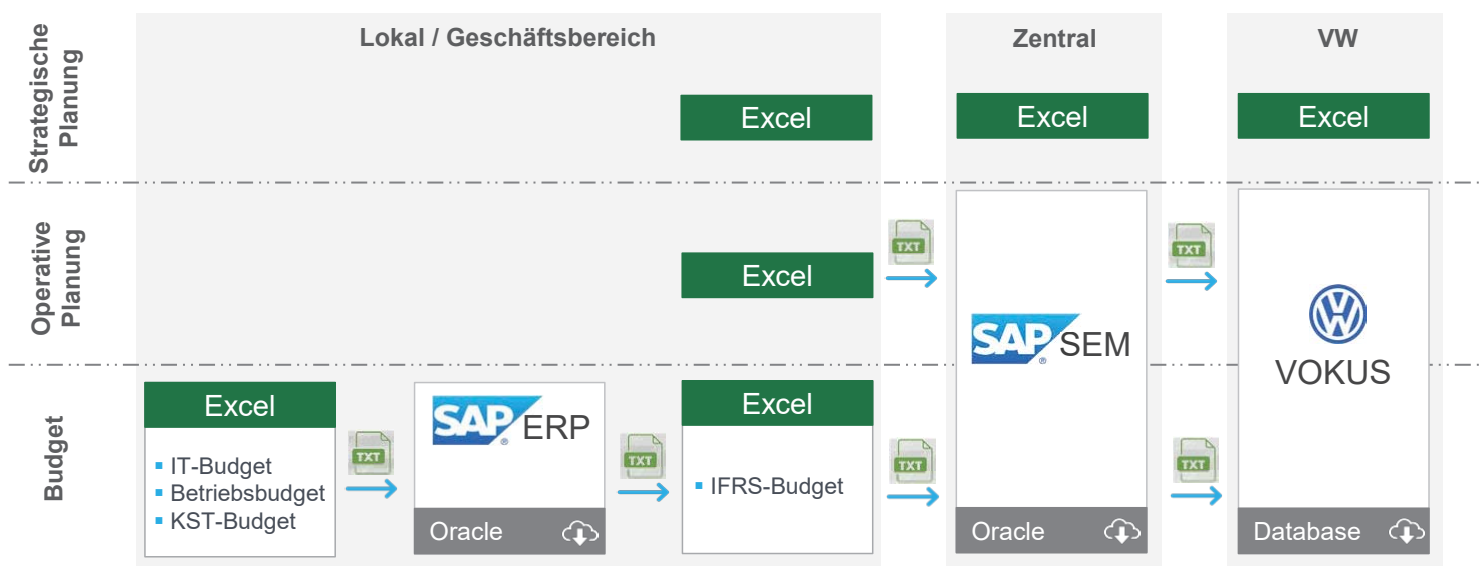 Lokal / Geschäftsbereich
Zentral
VW
Strategische
Planung
Excel
Excel
Excel
Operative
Planung
Excel
TXT
TXT
SAP® SEM
VW
VOKUS
Budget
Excel
IT-Budget
Betriebsbudget
KST-Budget
TXT
SAP® ERP
Oracle
TXT
Excel
IFRS-Budget
TXT
Oracle
TXT
Database